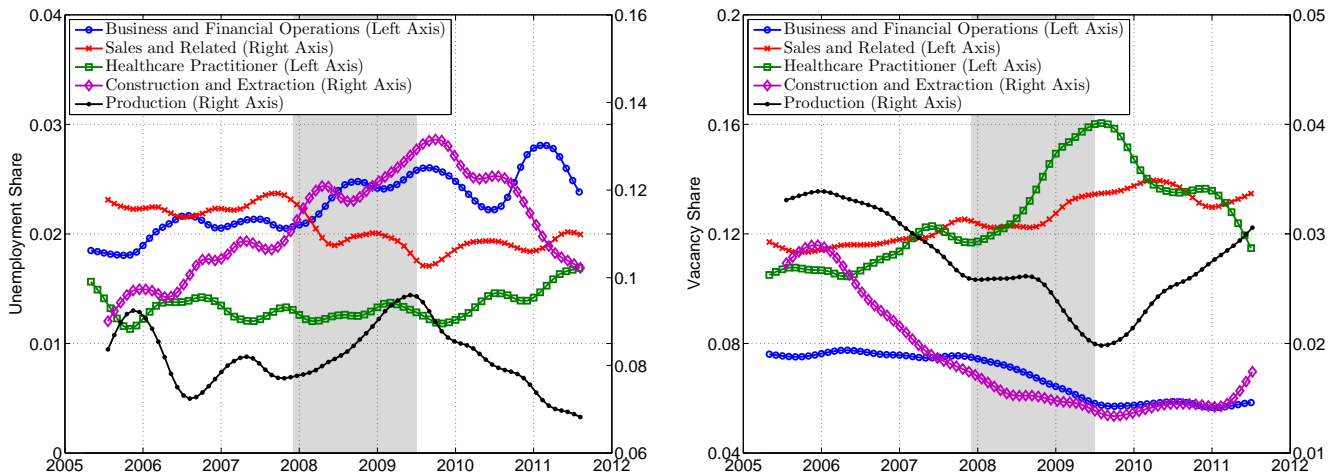 0.04
0.03
0.02
0.01
0
Unemployment Share
Business and Financial Operations (Left Axis)
Sales and Related (Right Axis)
Healthcare Practitioner (Left Axis)
Construction and Extraction (Right Axis)
Production (Right Axis)
0.16
0.14
0.12
0.1
0.08
0.06
2005 2006 2007 2008 2009 2010 2011 2012
0.2
0.16
0.12
0.08
0.04
Vacancy Share
Business and Financial Operations (Left Axis)
Sales and Related (Left Axis)
Healthcare Practitioner (Left Axis)
Construction and Extraction (Right Axis)
Production (Right Axis)
0.05
0.04
0.03
0.02
0.01
2005 2006 2007 2008 2009 2010 2011 2012